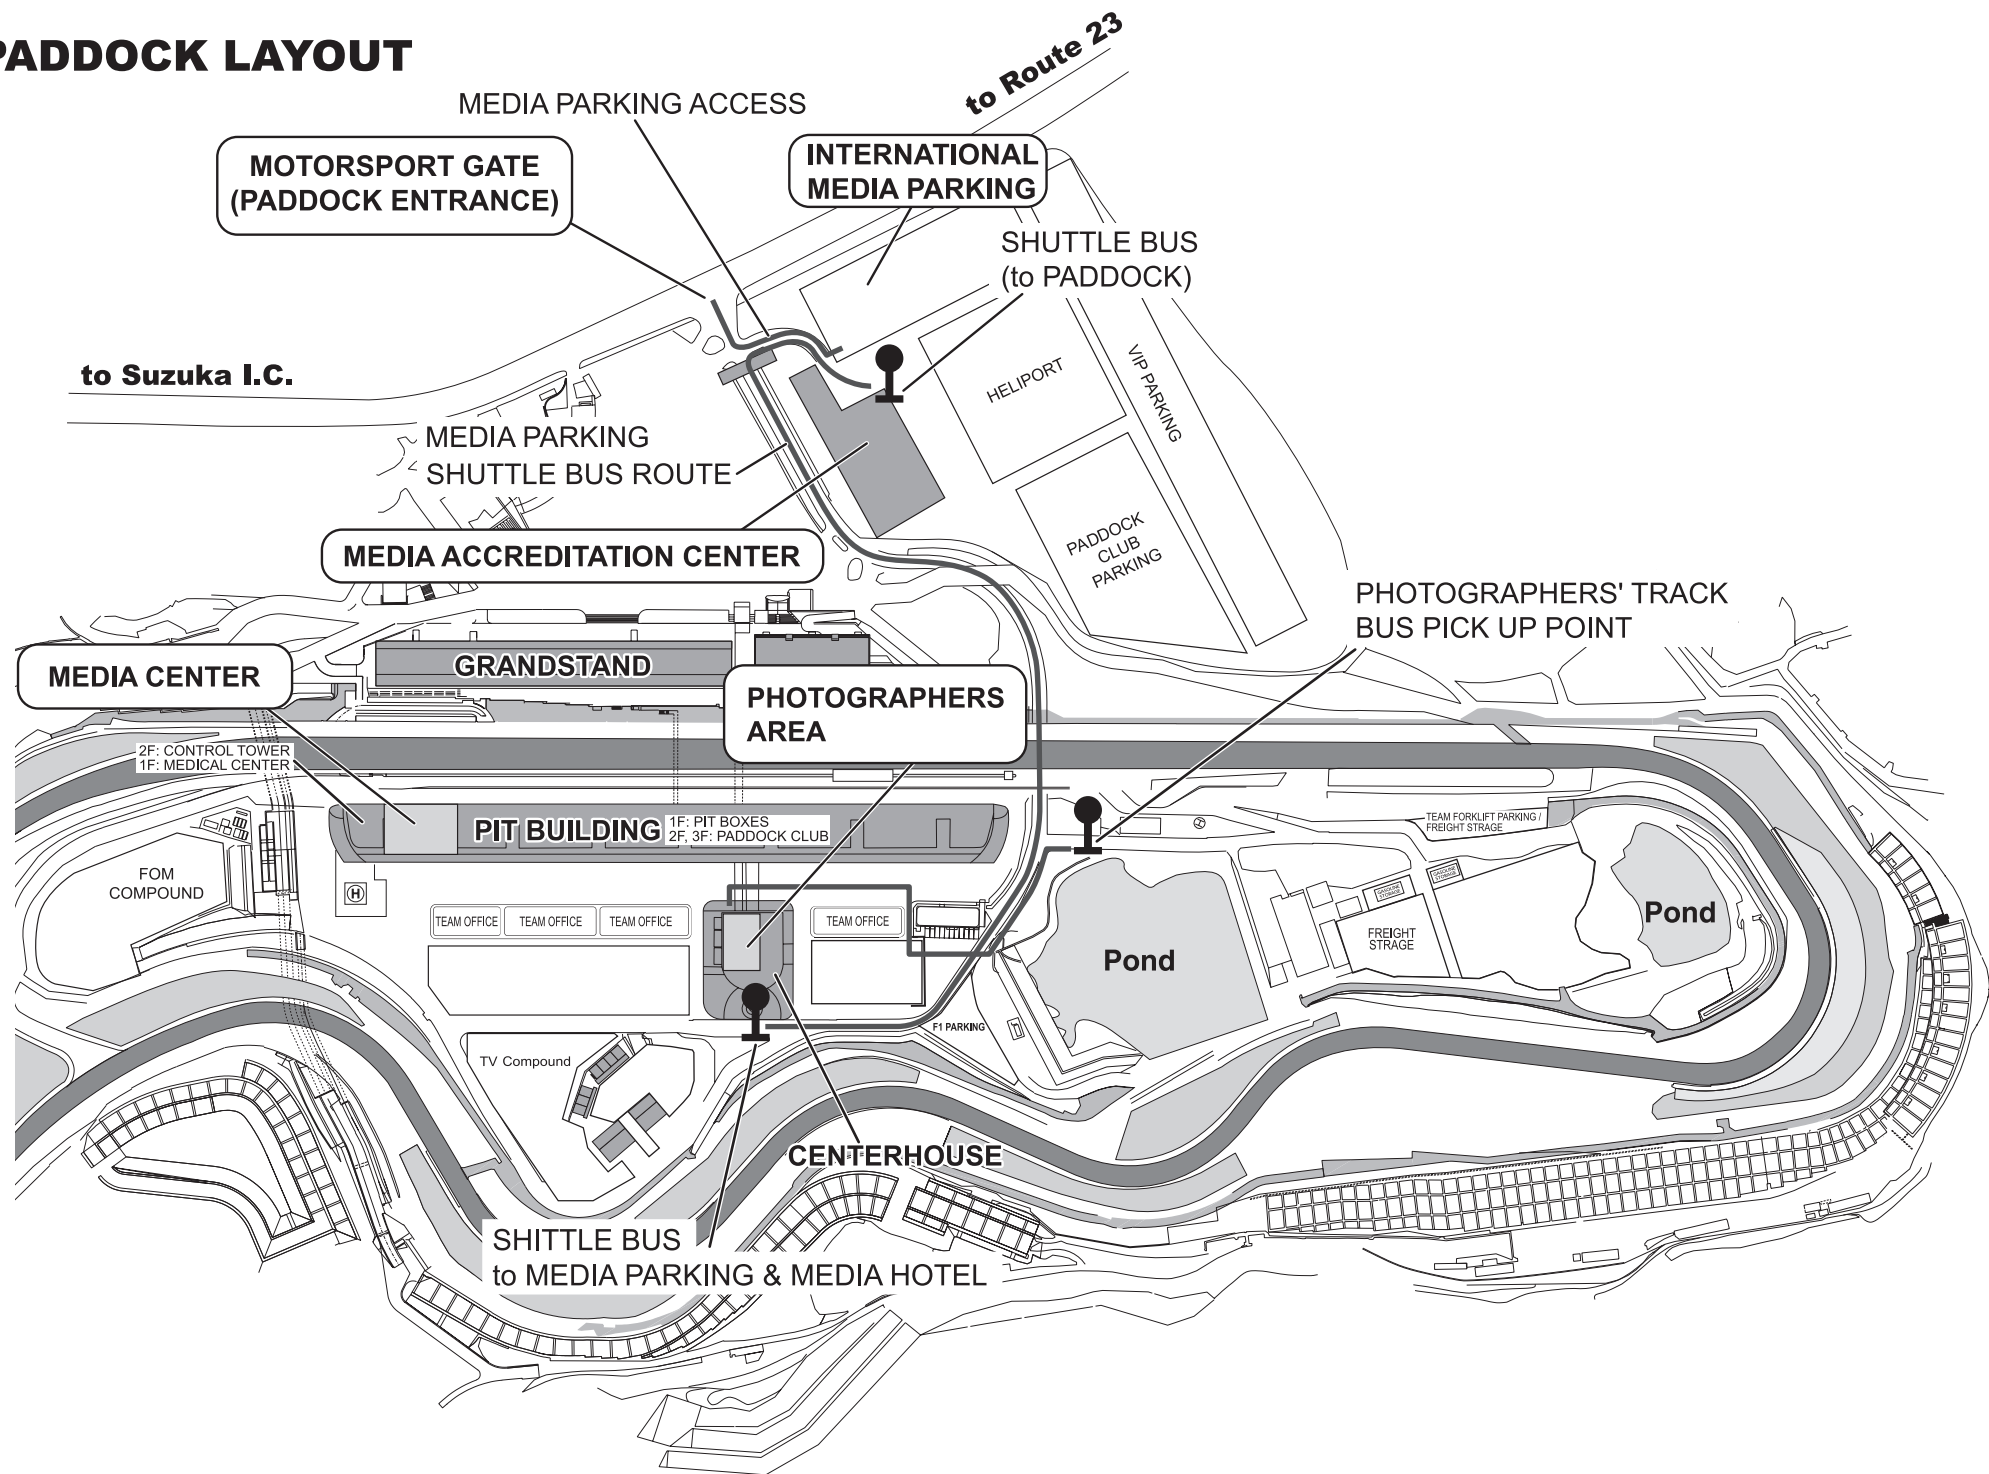 PADDOCK LAYOUT
to Route 23
MEDIA PARKING ACCESS
MOTORSPORT GATE
(PADDOCK ENTRANCE)
INTERNATIONAL
MEDIA PARKING
SHUTTLE BUS
(to PADDOCK)
to Suzuka I.C.
HELIPORT
VIP PARKING
MEDIA PARKING
SHUTTLE BUS ROUTE
PADDOCK
CLUB
PARKING
MEDIA ACCREDITATION CENTER
PHOTOGRAPHERS' TRACK
BUS PICK UP POINT
MEDIA CENTER
GRANDSTAND
PHOTOGRAPHERS
AREA
2F: CONTROL TOWER
1F: MEDICAL CENTER
PIT BUILDING
1F: PIT BOXES
2F, 3F: PADDOCK CLUB
TEAM FORKLIFT PARKING /
FREIGHT STRAGE
FOM
COMPOUND
H
H
GASOLINE
STORAGE
GASOLINE
STORAGE
TEAM OFFICE
TEAM OFFICE
TEAM OFFICE
TEAM OFFICE
FREIGHT
STRAGE
Pond
Pond
F1 PARKING
TV Compound
CENTERHOUSE
SHITTLE BUS
to MEDIA PARKING & MEDIA HOTEL